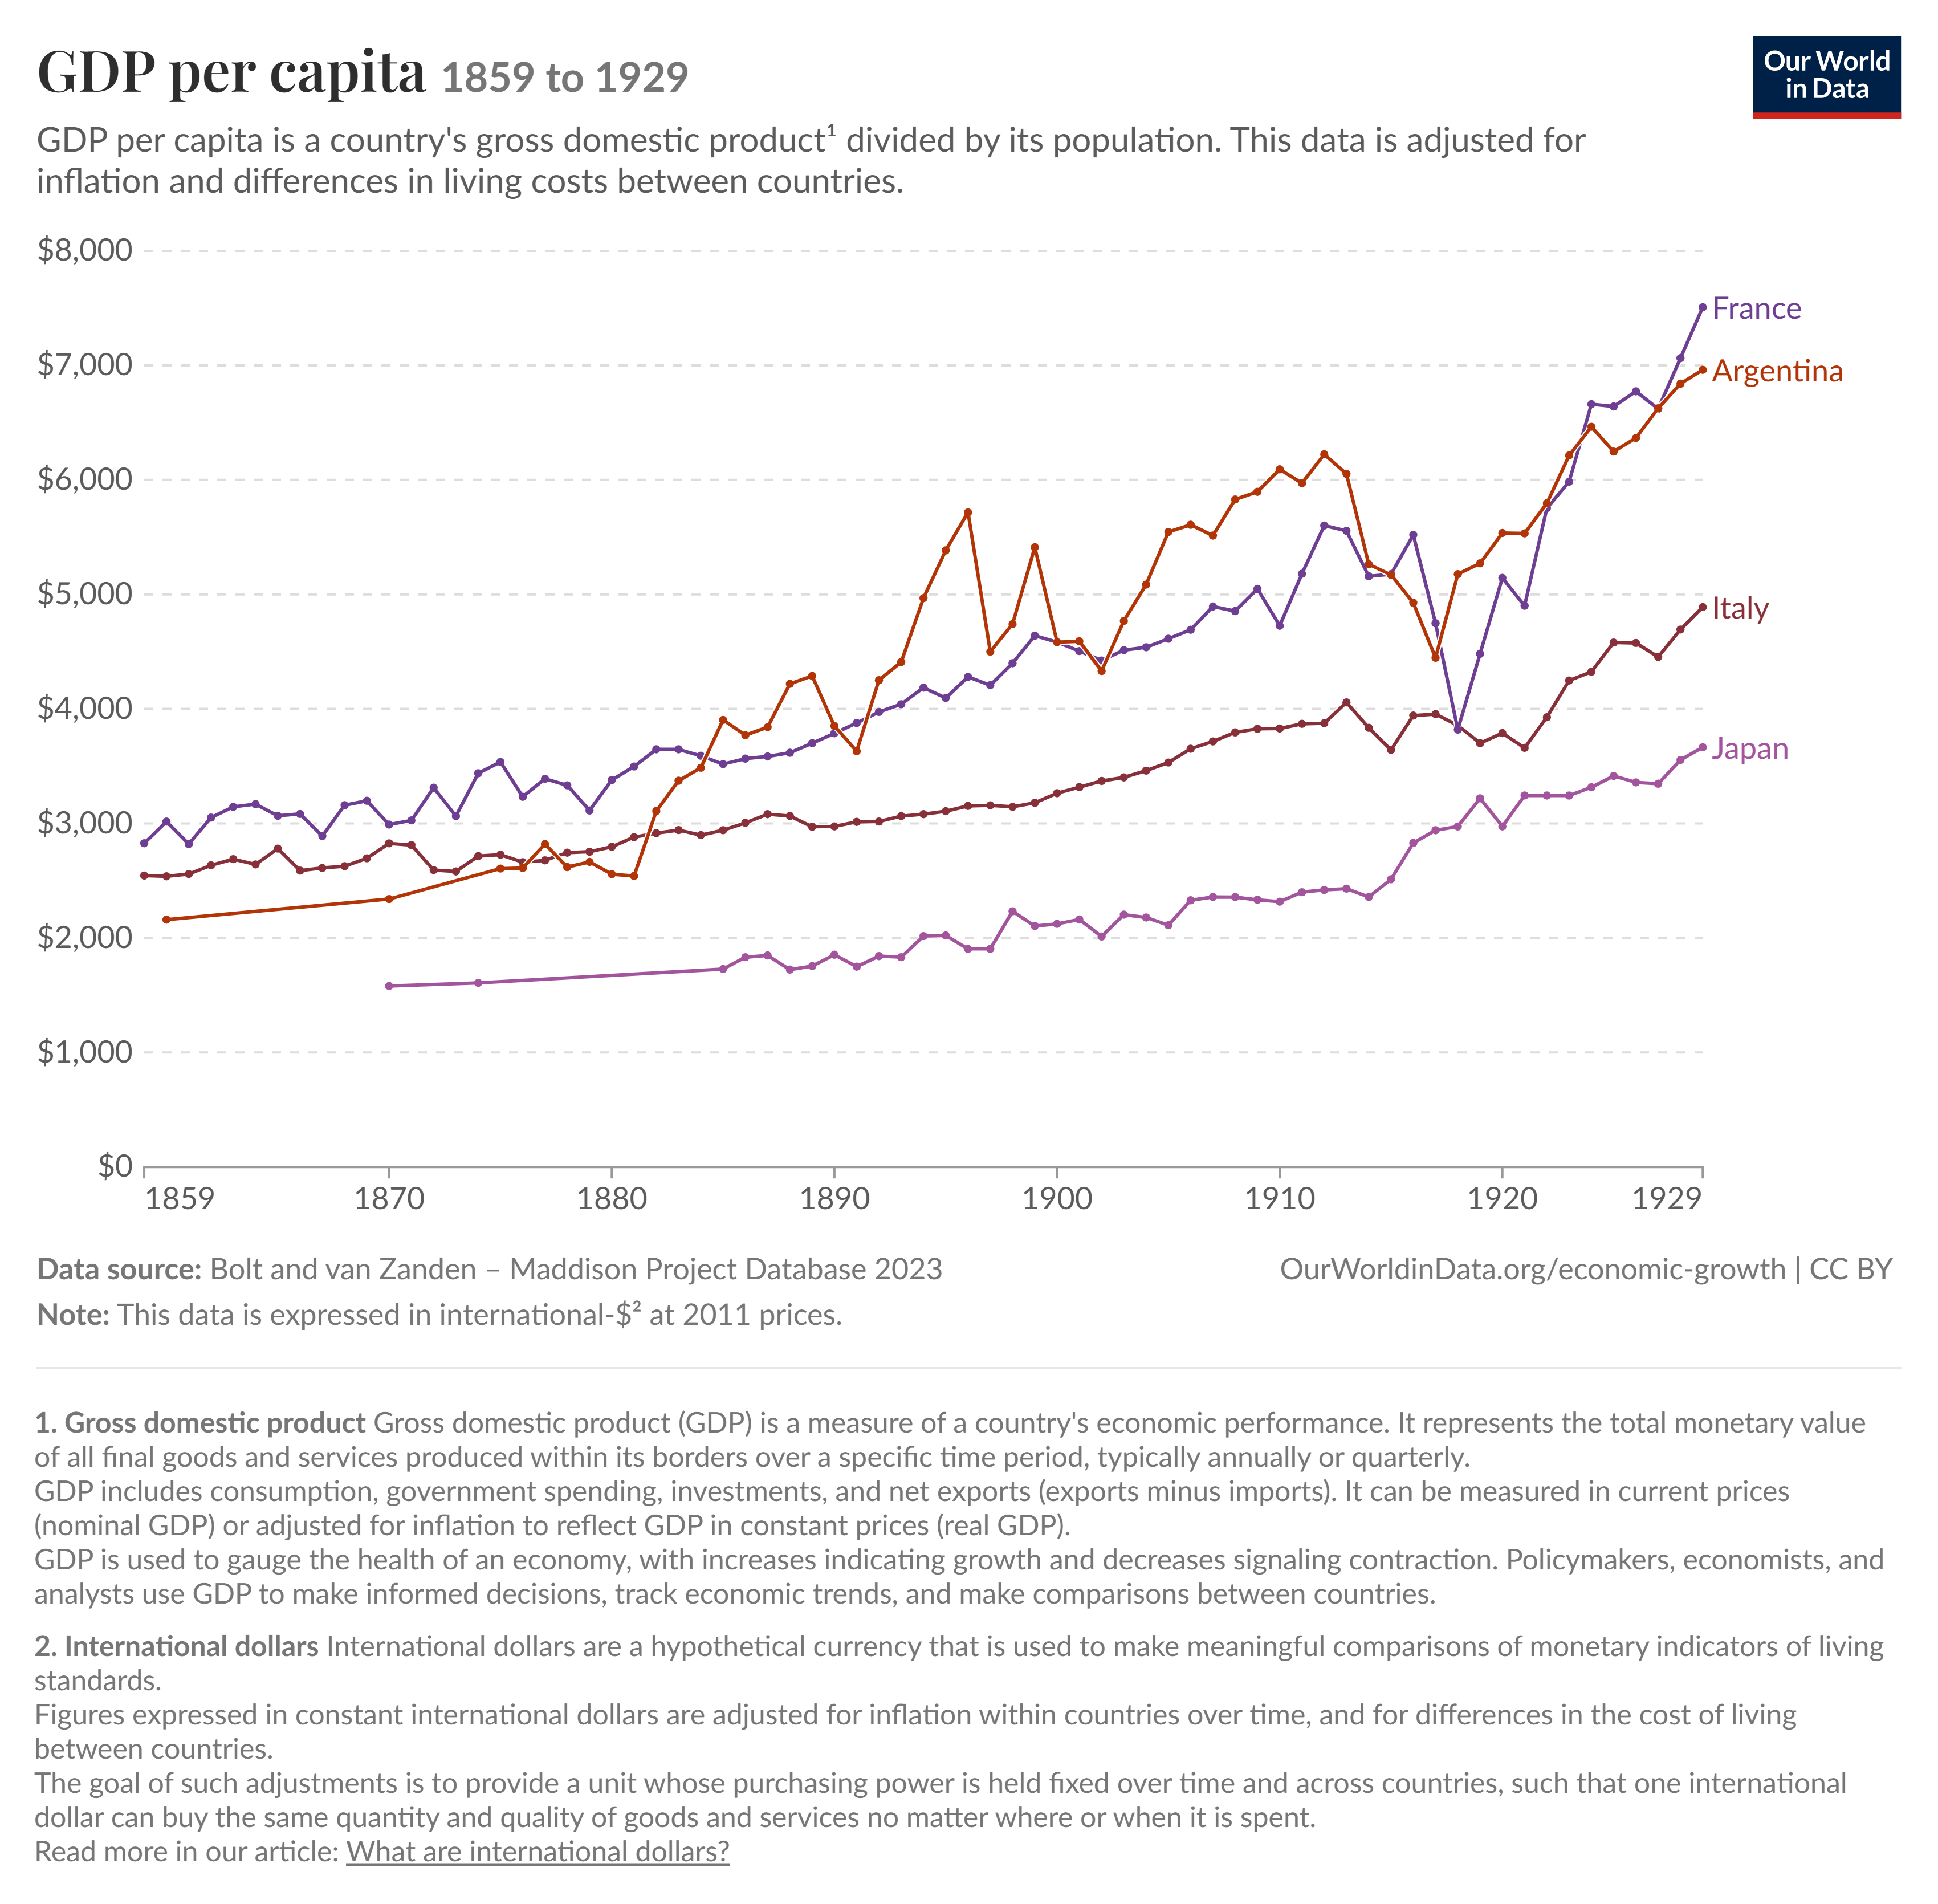 GDP per capita 1859 to 1929
Our World
in Data
GDP per capita is a country's gross domestic product¹ divided by its population. This data is adjusted for
inflation and differences in living costs between countries.
$8,000
France
$7,000
Argentina
$6,000
$5,000
Italy
$4,000
Japan
$3,000
$2,000
$1,000
$0
1859 1870 1880 1890 1900 1910 1920 1929
Data source: Bolt and van Zanden – Maddison Project Database 2023
OurWorldinData.org/economic-growth | CC BY
Note: This data is expressed in international-$² at 2011 prices.
1. Gross domestic product Gross domestic product (GDP) is a measure of a country's economic performance. It represents the total monetary value
of all final goods and services produced within its borders over a specific time period, typically annually or quarterly.
GDP includes consumption, government spending, investments, and net exports (exports minus imports). It can be measured in current prices
(nominal GDP) or adjusted for inflation to reflect GDP in constant prices (real GDP).
GDP is used to gauge the health of an economy, with increases indicating growth and decreases signaling contraction. Policymakers, economists, and
analysts use GDP to make informed decisions, track economic trends, and make comparisons between countries.
2. International dollars International dollars are a hypothetical currency that is used to make meaningful comparisons of monetary indicators of living
standards.
Figures expressed in constant international dollars are adjusted for inflation within countries over time, and for differences in the cost of living
between countries.
The goal of such adjustments is to provide a unit whose purchasing power is held fixed over time and across countries, such that one international
dollar can buy the same quantity and quality of goods and services no matter where or when it is spent.
Read more in our article: What are international dollars?